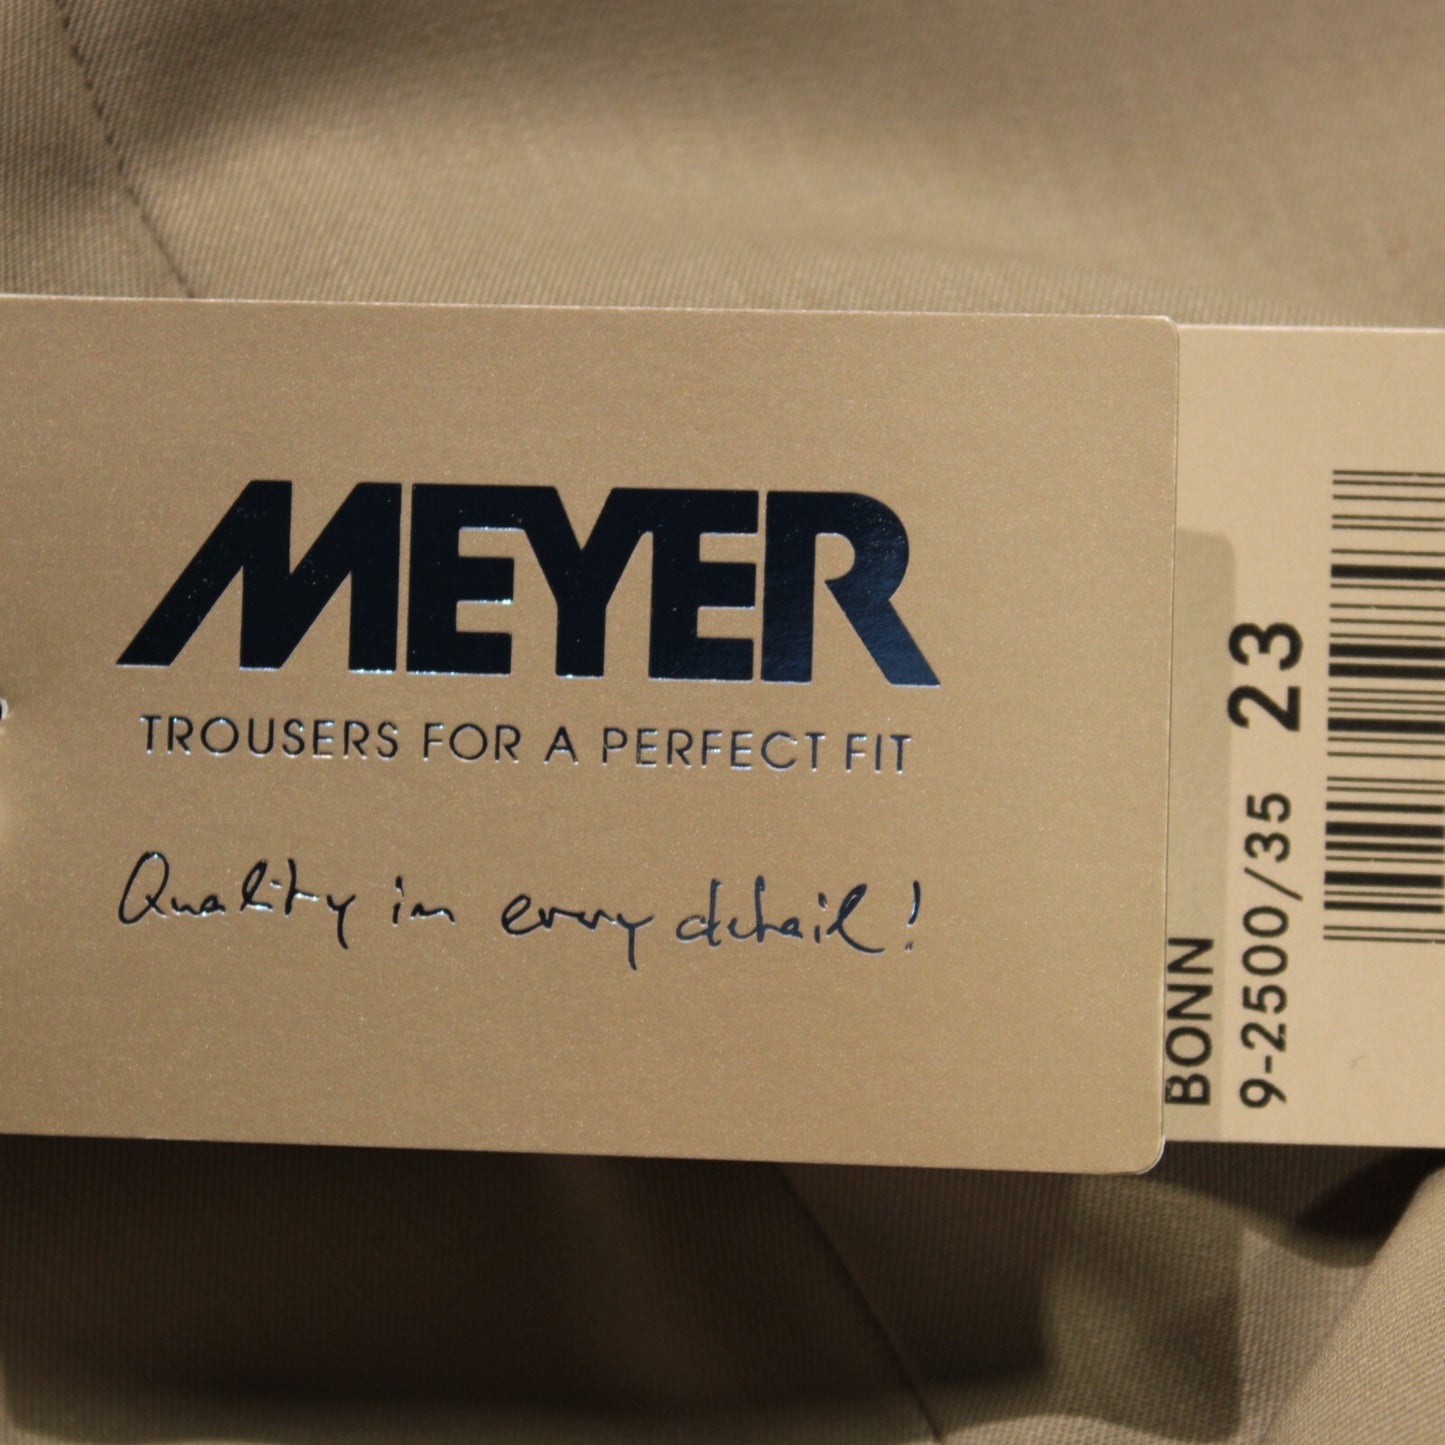 MEYER
TROUSERS FOR A PERFECT FIT
Quality in every detail!
BONN
9-2500/35 23